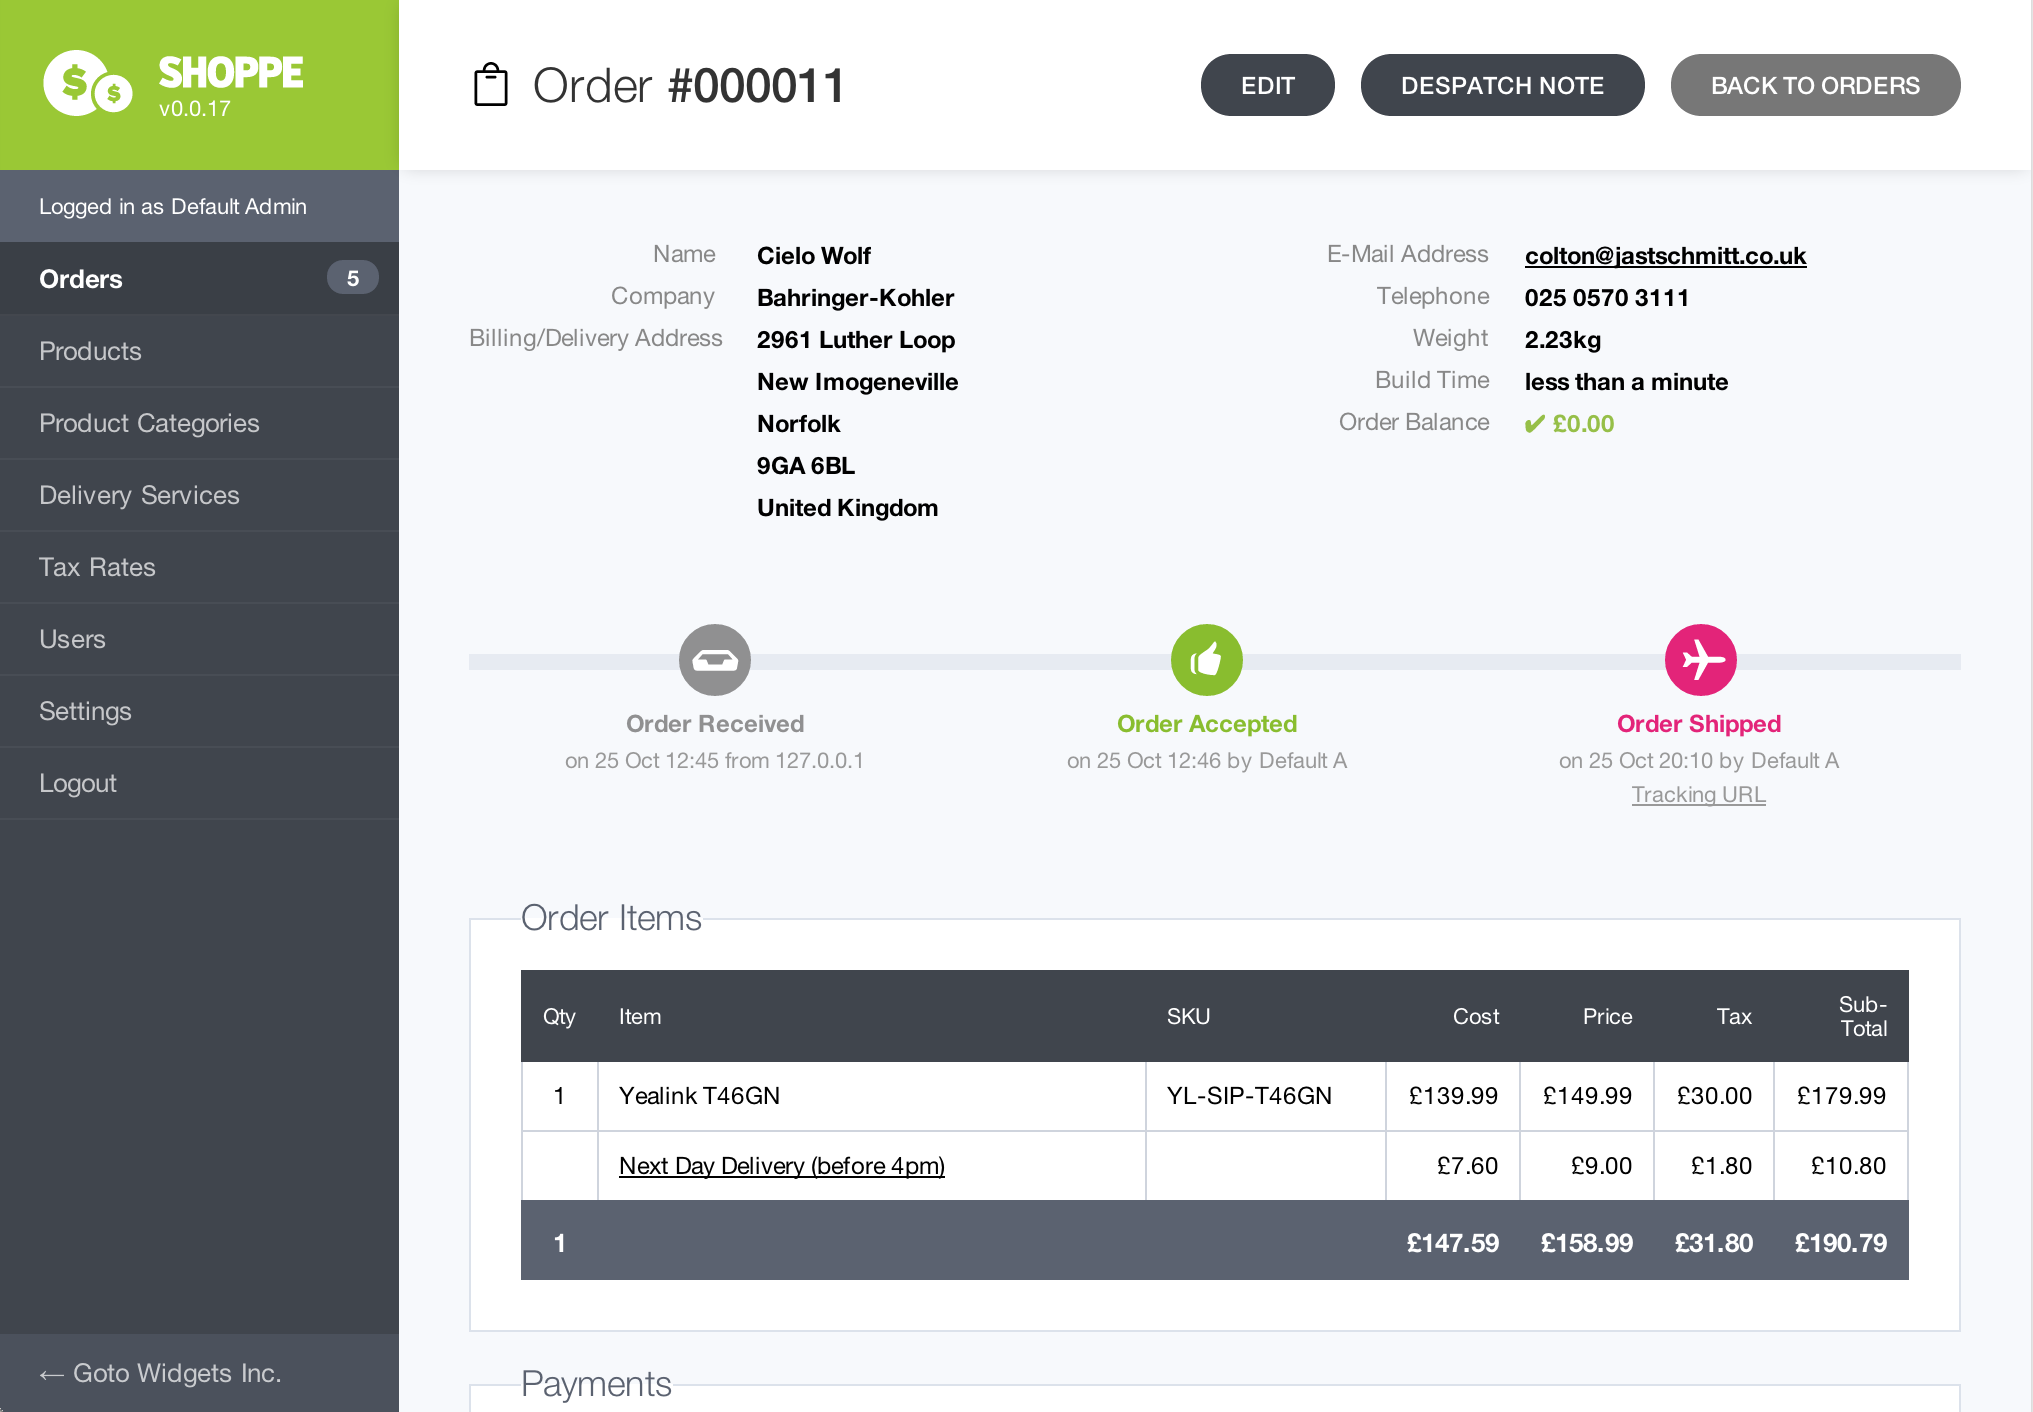 SHOPPE
v0.0.17
Logged in as Default Admin
Orders 5
Products
Product Categories
Delivery Services
Tax Rates
Users
Settings
Logout
← Goto Widgets Inc.
Order #000011
EDIT
DESPATCH NOTE
BACK TO ORDERS
Name Cielo Wolf
Company Bahringer-Kohler
Billing/Delivery Address 2961 Luther Loop
New Imogeneville
Norfolk
9GA 6BL
United Kingdom
E-Mail Address colton@jastschmitt.co.uk
Telephone 025 0570 3111
Weight 2.23kg
Build Time less than a minute
Order Balance ✔ £0.00
Order Received
on 25 Oct 12:45 from 127.0.0.1
Order Accepted
on 25 Oct 12:46 by Default A
Order Shipped
on 25 Oct 20:10 by Default A
Tracking URL
Order Items
Qty Item SKU Cost Price Tax Sub-
Total
1 Yealink T46GN YL-SIP-T46GN £139.99 £149.99 £30.00 £179.99
Next Day Delivery (before 4pm) £7.60 £9.00 £1.80 £10.80
1 £147.59 £158.99 £31.80 £190.79
Payments